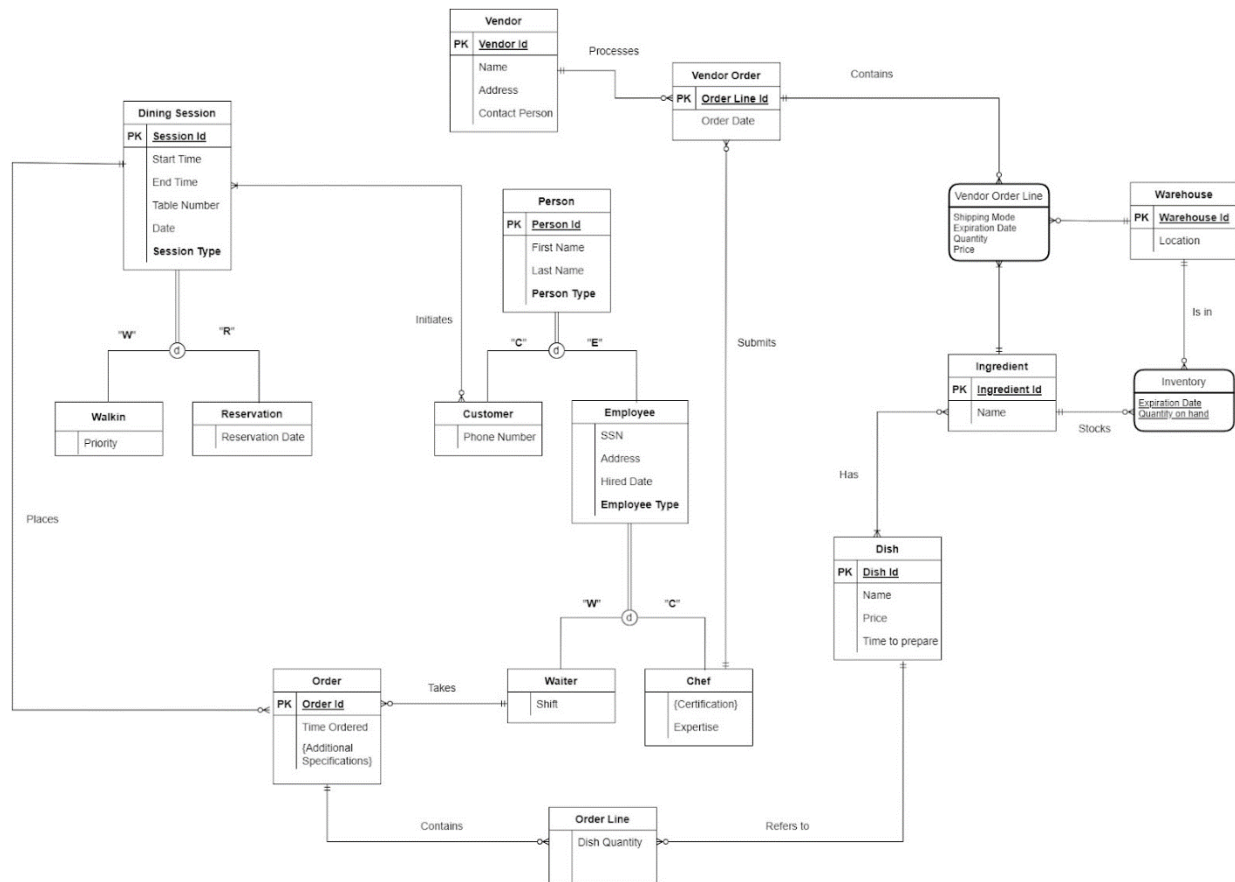 Vendor
PK Vendor Id
Name
Address
Contact Person
Processes
Vendor Order
PK Order Line Id
Order Date
Contains
Dining Session
PK Session Id
Start Time
End Time
Table Number
Date
Session Type
"W"
"R"
d
Walkin
Priority
Reservation
Reservation Date
Person
PK Person Id
First Name
Last Name
Person Type
Initiates
"C"
"E"
d
Customer
Phone Number
Employee
SSN
Address
Hired Date
Employee Type
Submits
Vendor Order Line
Shipping Mode
Expiration Date
Quantity
Price
Warehouse
PK Warehouse Id
Location
Is in
Ingredient
PK Ingredient Id
Name
Stocks
Inventory
Expiration Date
Quantity on hand
Has
Places
Dish
PK Dish Id
Name
Price
Time to prepare
"W"
"C"
d
Order
PK Order Id
Time Ordered
{Additional
Specifications}
Takes
Waiter
Shift
Chef
{Certification}
Expertise
Contains
Order Line
Dish Quantity
Refers to